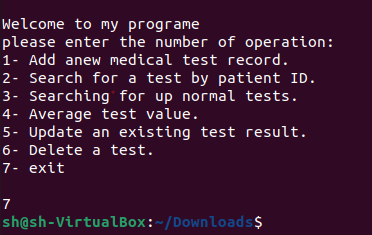 Welcome to my programe
please enter the number of operation:
1- Add anew medical test record.
2- Search for a test by patient ID.
3- Searching for up normal tests.
4- Average test value.
5- Update an existing test result.
6- Delete a test.
7- exit
7
sh@sh-VirtualBox:~/Downloads$